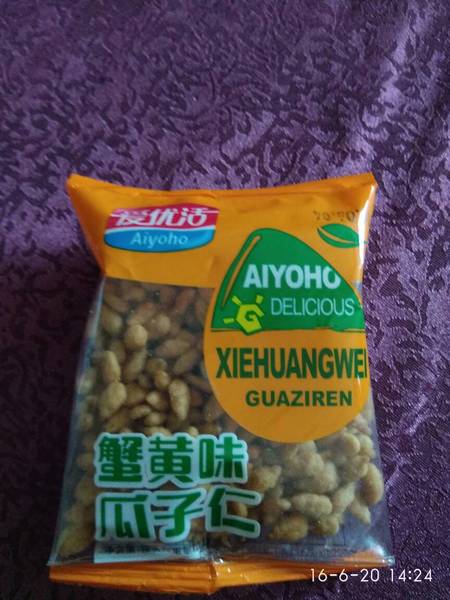 爱优活
Aiyoho
AIYOHO
DELICIOUS
XIEHUANGWEI
GUAZIREN
蟹黄味
瓜子仁
16-6-20 14:24